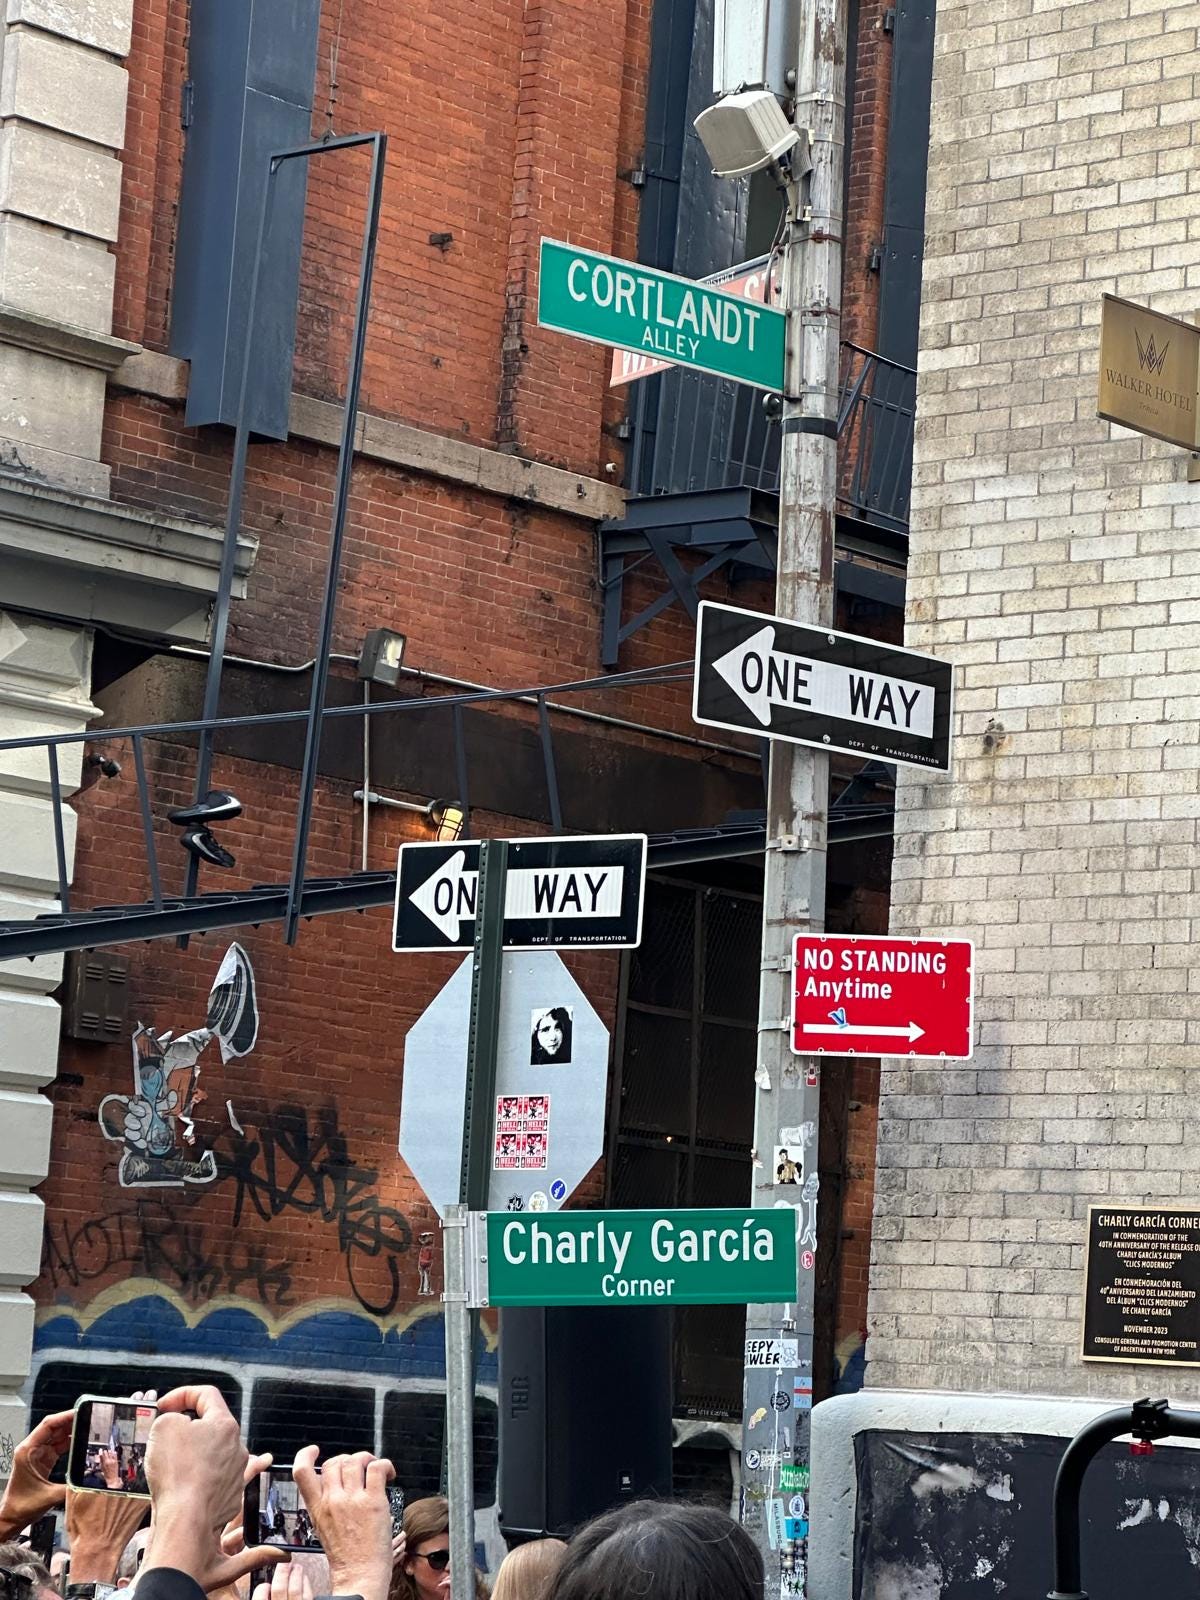 CORTLANDT
ALLEY
WALKER HOTEL
Tribeca
ONE WAY
DEPT OF TRANSPORTATION
WAY
DEPT OF TRANSPORTATION
NO STANDING
Anytime
Charly García
Corner
CHARLY GARCÍA CORNER
IN COMMEMORATION OF THE
40TH ANNIVERSARY OF THE RELEASE OF
CHARLY GARCÍA'S ALBUM
"CLICS MODERNOS"
EN CONMEMORACIÓN DEL
40° ANIVERSARIO DEL LANZAMIENTO
DEL ÁLBUM "CLICS MODERNOS"
DE CHARLY GARCÍA
NOVEMBER 2023
CONSULATE GENERAL AND PROMOTION CENTER
OF ARGENTINA IN NEW YORK
JBL